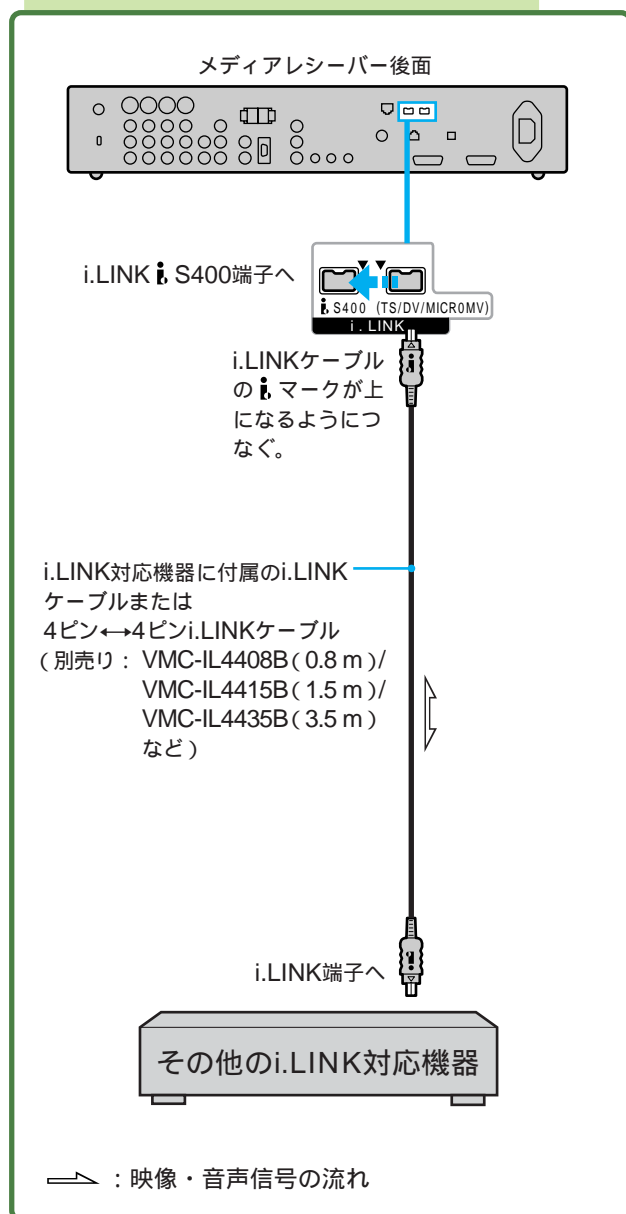 メディアレシーバー後面
i.LINK i. S400端子へ
i. S400 (TS/DV/MICR0MV)
i.LINK
i.LINKケーブル
の i. マークが上
になるようにつ
なぐ。
i.LINK対応機器に付属のi.LINK
ケーブルまたは
4ピン↔4ピンi.LINKケーブル
(別売り: VMC-IL4408B(0.8 m)/
VMC-IL4415B(1.5 m)/
VMC-IL4435B(3.5 m)
など)
i.LINK端子へ
その他のi.LINK対応機器
:映像・音声信号の流れ